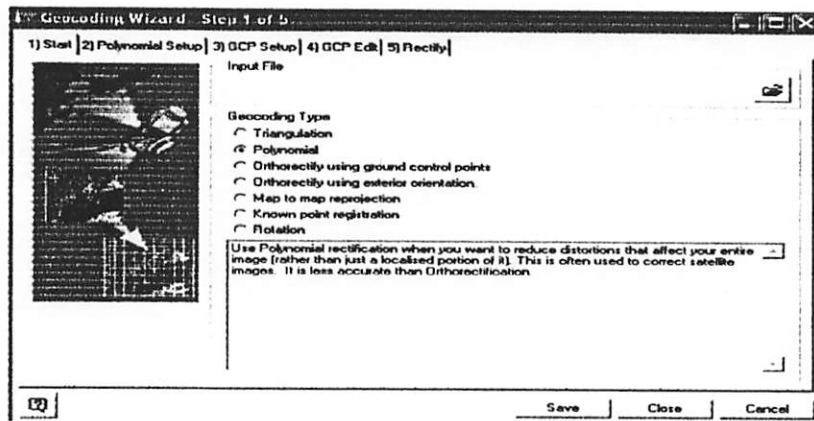 Geocoding Wizard - Step 1 of 5
1) Start 2) Polynomial Setup 3) GCP Setup 4) GCP Edit 5) Rectify
Input File
Geocoding Type
Triangulation
Polynomial
Orthorectify using ground control points
Orthorectify using exterior orientation
Map to map reprojection
Known point registration
Rotation
Use Polynomial rectification when you want to reduce distortions that affect your entire
image (rather than just a localised portion of it). This is often used to correct satellite
images. It is less accurate than Orthorectification
Save Close Cancel